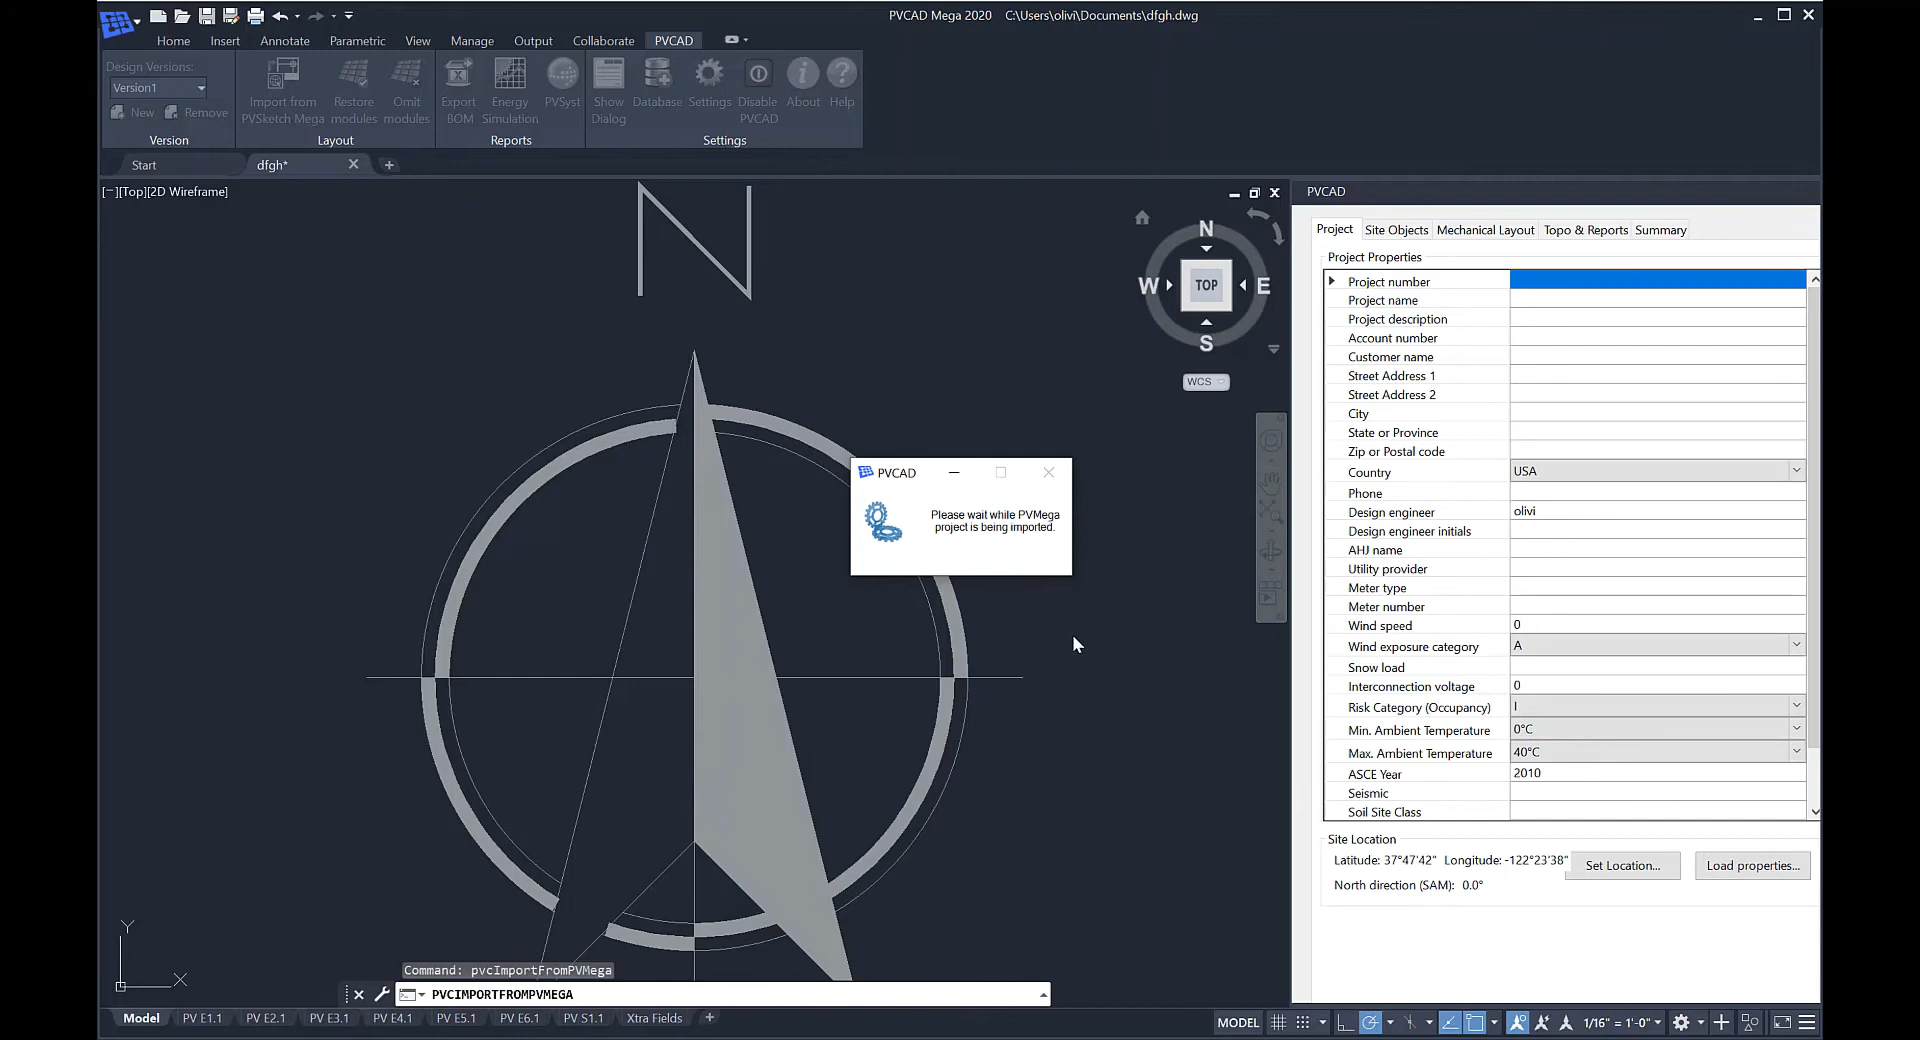 PVCAD Mega 2020 C:\Users\olivi\Documents\dfgh.dwg
Home Insert Annotate Parametric View Manage Output Collaborate PVCAD
Design Versions:
Version1
New Remove
Version
Import from
PVSketch Mega
Restore
modules
Omit
modules
Layout
Export
BOM
Energy
Simulation
PVSyst
Reports
Show
Dialog
Database
Settings
Disable
PVCAD
About
Help
Settings
Start
dfgh*
[−][Top][2D Wireframe]
N
N
W
TOP
E
S
WCS
PVCAD
Please wait while PVMega
project is being imported.
Command: pvcImportFromPVMega
PVCIMPORTFROMPVMEGA
Y
X
PVCAD
Project Site Objects Mechanical Layout Topo & Reports Summary
Project Properties
Project number
Project name
Project description
Account number
Customer name
Street Address 1
Street Address 2
City
State or Province
Zip or Postal code
Country USA
Phone
Design engineer olivi
Design engineer initials
AHJ name
Utility provider
Meter type
Meter number
Wind speed 0
Wind exposure category A
Snow load
Interconnection voltage 0
Risk Category (Occupancy) I
Min. Ambient Temperature 0°C
Max. Ambient Temperature 40°C
ASCE Year 2010
Seismic
Soil Site Class
Site Location
Latitude: 37°47'42" Longitude: -122°23'38"
Set Location...
Load properties...
North direction (SAM): 0.0°
Model PV E1.1 PV E2.1 PV E3.1 PV E4.1 PV E5.1 PV E6.1 PV S1.1 Xtra Fields
MODEL
1/16" = 1'-0"